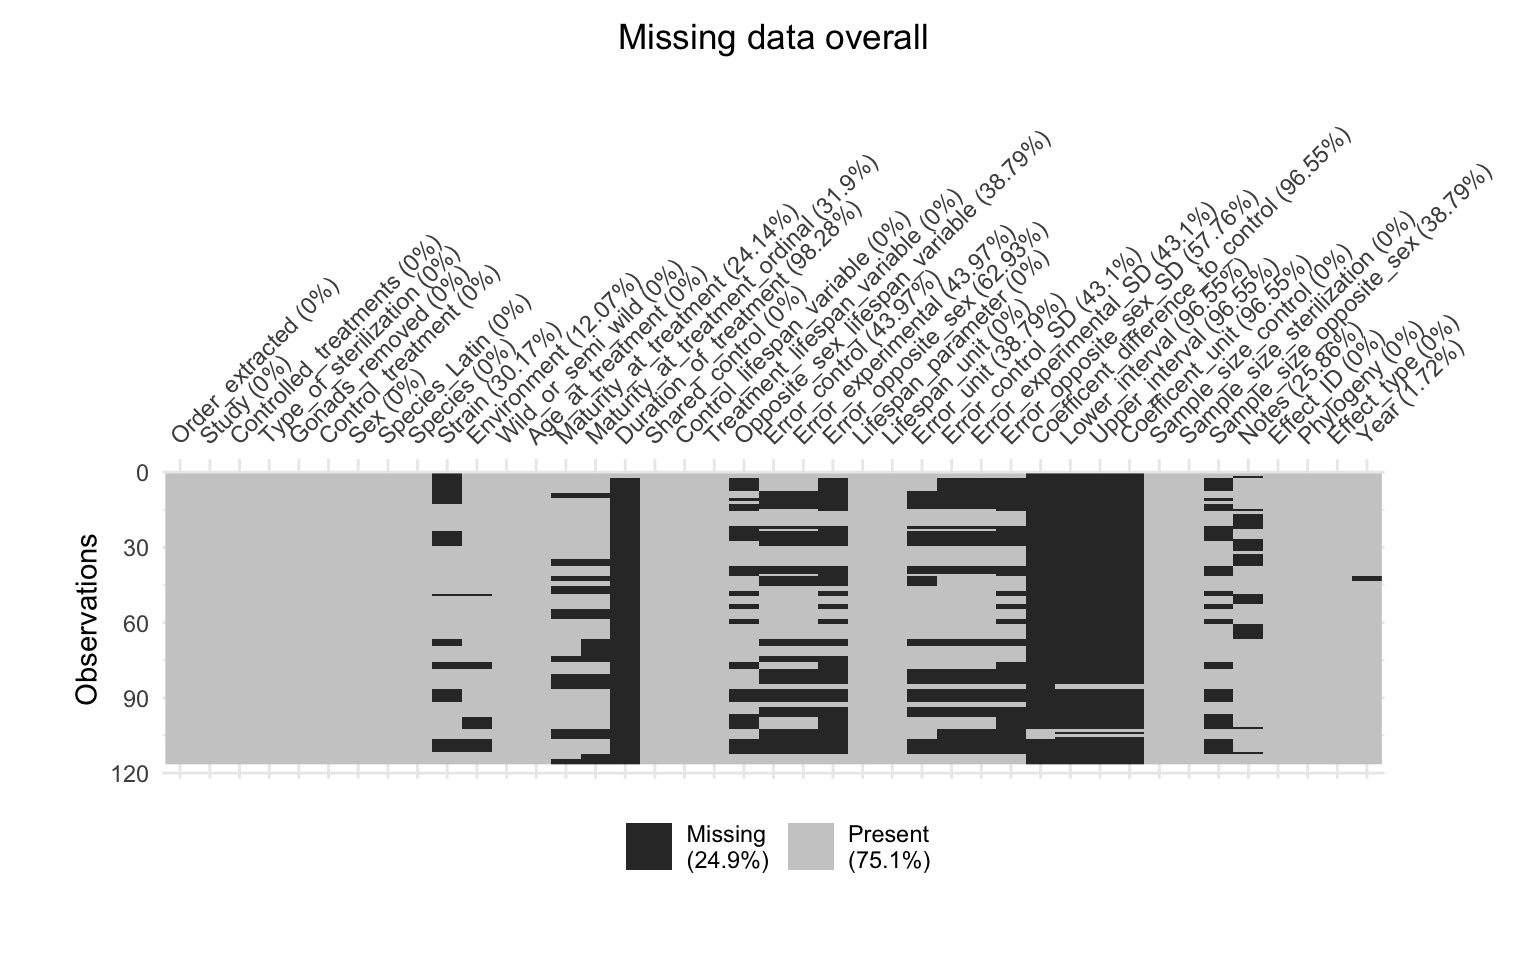 Missing data overall
Order_extracted (0%)
Study (0%)
Controlled_treatments (0%)
Type_of_sterilization (0%)
Gonads_removed (0%)
Control_treatment (0%)
Sex (0%)
Species_Latin (0%)
Species (0%)
Strain (30.17%)
Environment (12.07%)
Wild_or_semi_wild (0%)
Age_at_treatment (0%)
Maturity_at_treatment (24.14%)
Maturity_at_treatment_ordinal (31.9%)
Duration_of_treatment (98.28%)
Shared_control (0%)
Control_lifespan_variable (0%)
Treatment_lifespan_variable (0%)
Opposite_sex_lifespan_variable (38.79%)
Error_control (43.97%)
Error_experimental (43.97%)
Error_opposite_sex (62.93%)
Lifespan_parameter (0%)
Lifespan_unit (0%)
Error_unit (38.79%)
Error_control_SD (43.1%)
Error_experimental_SD (43.1%)
Error_opposite_sex_SD (57.76%)
Coefficient_difference_to_control (96.55%)
Lower_interval (96.55%)
Upper_interval (96.55%)
Coefficient_unit (96.55%)
Sample_size_control (0%)
Sample_size_sterilization (0%)
Sample_size_opposite_sex (38.79%)
Notes (25.86%)
Effect_ID (0%)
Phylogeny (0%)
Effect_type (0%)
Year (1.72%)
Observations
0
30
60
90
120
Missing
(24.9%)
Present
(75.1%)